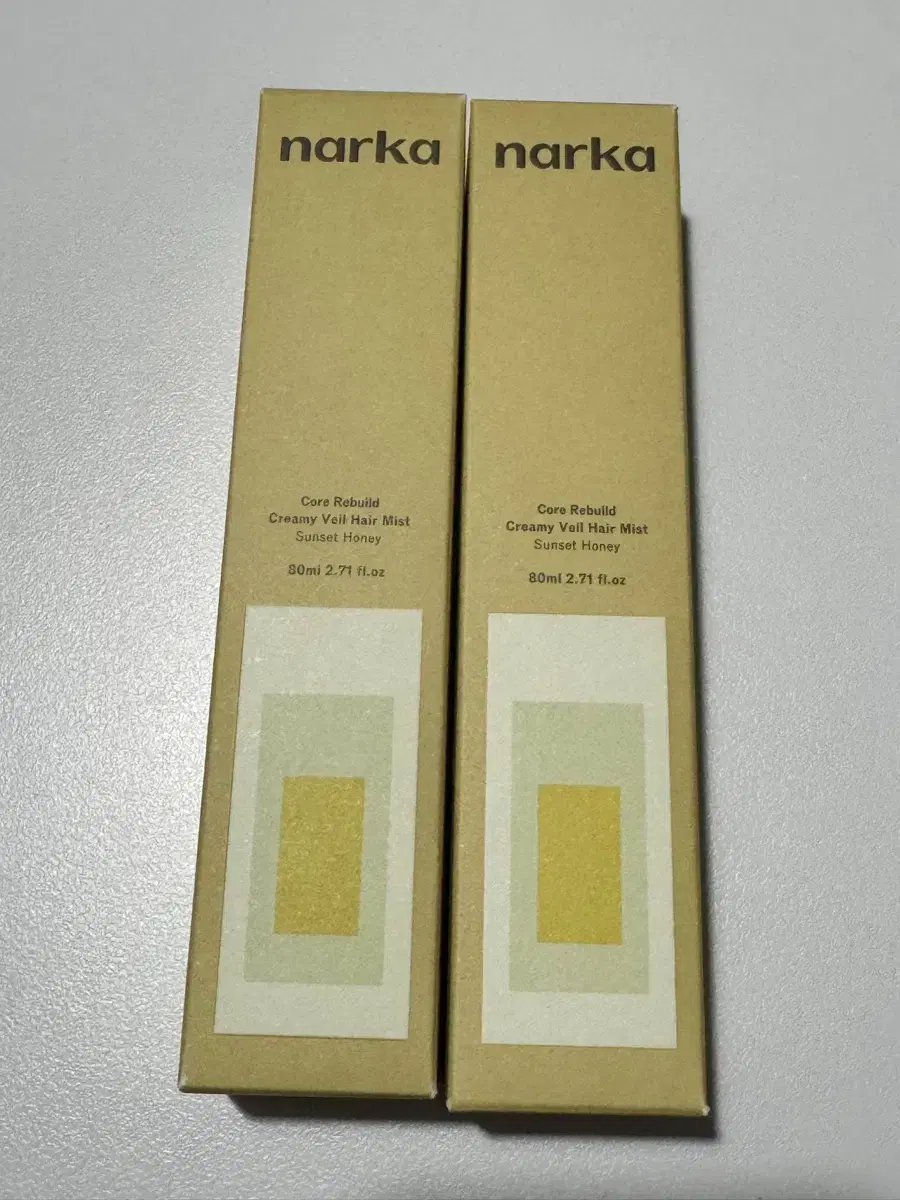 narka
Core Rebuild
Creamy Veil Hair Mist
Sunset Honey
80ml 2.71 fl.oz
narka
Core Rebuild
Creamy Veil Hair Mist
Sunset Honey
80ml 2.71 fl.oz